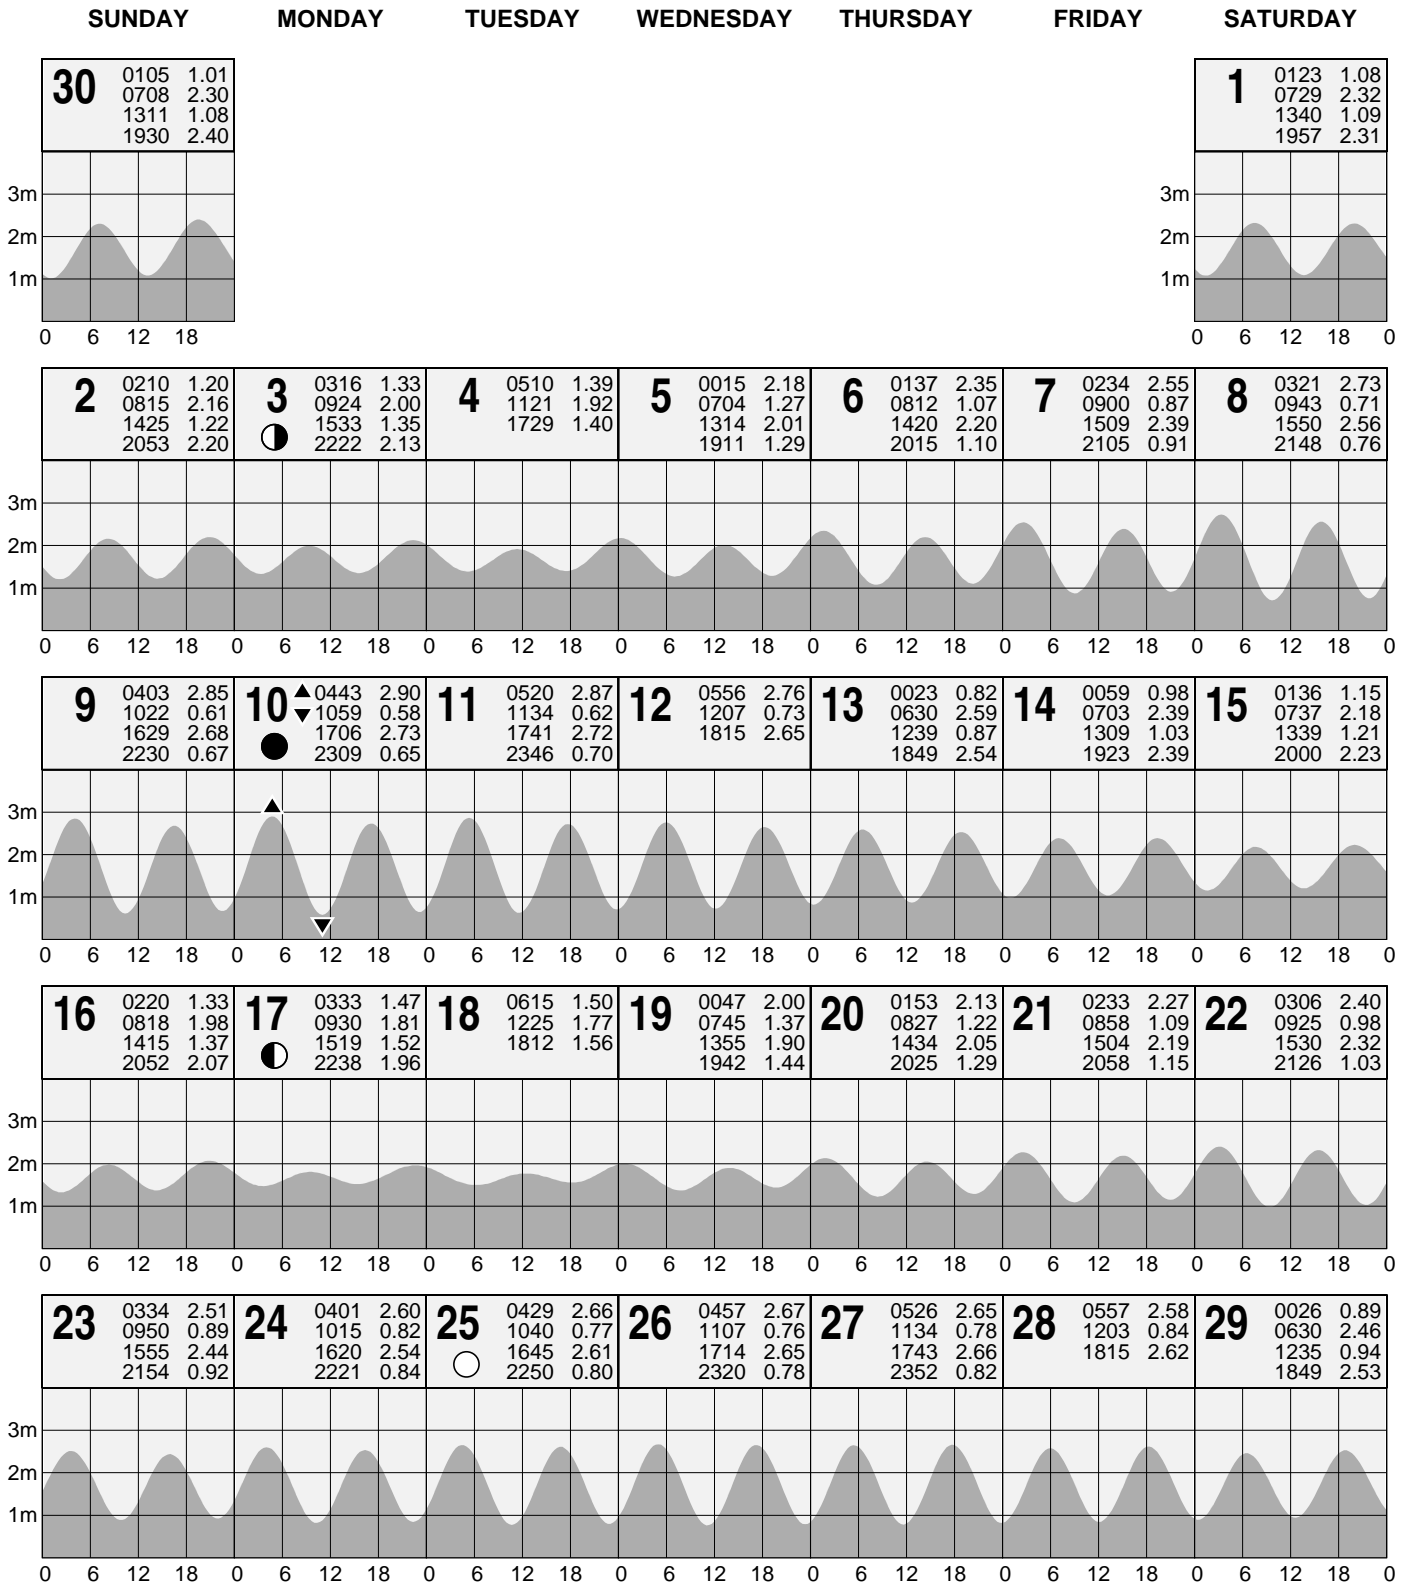 SUNDAY MONDAY TUESDAY WEDNESDAY THURSDAY FRIDAY SATURDAY
30 0105 1.01
0708 2.30
1311 1.08
1930 2.40
1 0123 1.08
0729 2.32
1340 1.09
1957 2.31
3m 3m
2m 2m
1m 1m
0 6 12 18 0 6 12 18 0
2 0210 1.20
0815 2.16
1425 1.22
2053 2.20
3 0316 1.33
0924 2.00
1533 1.35
2222 2.13
4 0510 1.39
1121 1.92
1729 1.40
5 0015 2.18
0704 1.27
1314 2.01
1911 1.29
6 0137 2.35
0812 1.07
1420 2.20
2015 1.10
7 0234 2.55
0900 0.87
1509 2.39
2105 0.91
8 0321 2.73
0943 0.71
1550 2.56
2148 0.76
3m
2m
1m
0 6 12 18 0 6 12 18 0 6 12 18 0 6 12 18 0 6 12 18 0 6 12 18 0 6 12 18 0
9 0403 2.85
1022 0.61
1629 2.68
2230 0.67
10 0443 2.90
1059 0.58
1706 2.73
2309 0.65
11 0520 2.87
1134 0.62
1741 2.72
2346 0.70
12 0556 2.76
1207 0.73
1815 2.65
13 0023 0.82
0630 2.59
1239 0.87
1849 2.54
14 0059 0.98
0703 2.39
1309 1.03
1923 2.39
15 0136 1.15
0737 2.18
1339 1.21
2000 2.23
3m
2m
1m
0 6 12 18 0 6 12 18 0 6 12 18 0 6 12 18 0 6 12 18 0 6 12 18 0 6 12 18 0
16 0220 1.33
0818 1.98
1415 1.37
2052 2.07
17 0333 1.47
0930 1.81
1519 1.52
2238 1.96
18 0615 1.50
1225 1.77
1812 1.56
19 0047 2.00
0745 1.37
1355 1.90
1942 1.44
20 0153 2.13
0827 1.22
1434 2.05
2025 1.29
21 0233 2.27
0858 1.09
1504 2.19
2058 1.15
22 0306 2.40
0925 0.98
1530 2.32
2126 1.03
3m
2m
1m
0 6 12 18 0 6 12 18 0 6 12 18 0 6 12 18 0 6 12 18 0 6 12 18 0 6 12 18 0
23 0334 2.51
0950 0.89
1555 2.44
2154 0.92
24 0401 2.60
1015 0.82
1620 2.54
2221 0.84
25 0429 2.66
1040 0.77
1645 2.61
2250 0.80
26 0457 2.67
1107 0.76
1714 2.65
2320 0.78
27 0526 2.65
1134 0.78
1743 2.66
2352 0.82
28 0557 2.58
1203 0.84
1815 2.62
29 0026 0.89
0630 2.46
1235 0.94
1849 2.53
3m
2m
1m
0 6 12 18 0 6 12 18 0 6 12 18 0 6 12 18 0 6 12 18 0 6 12 18 0 6 12 18 0